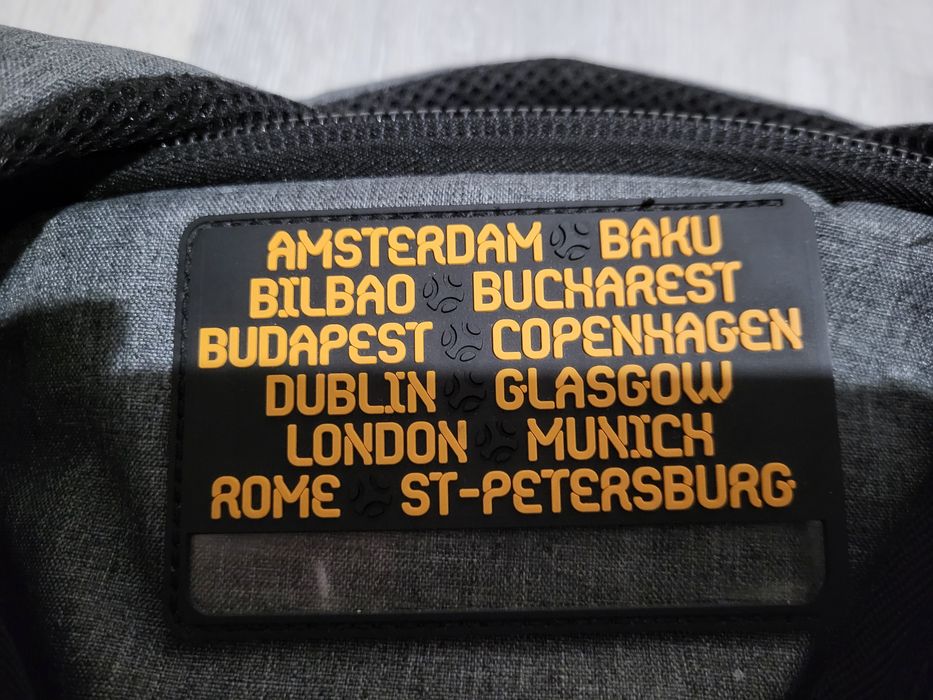 AMSTERDAM BAKU
BILBAO BUCHAREST
BUDAPEST COPENHAGEN
DUBLIN GLASGOW
LONDON MUNICH
ROME ST-PETERSBURG